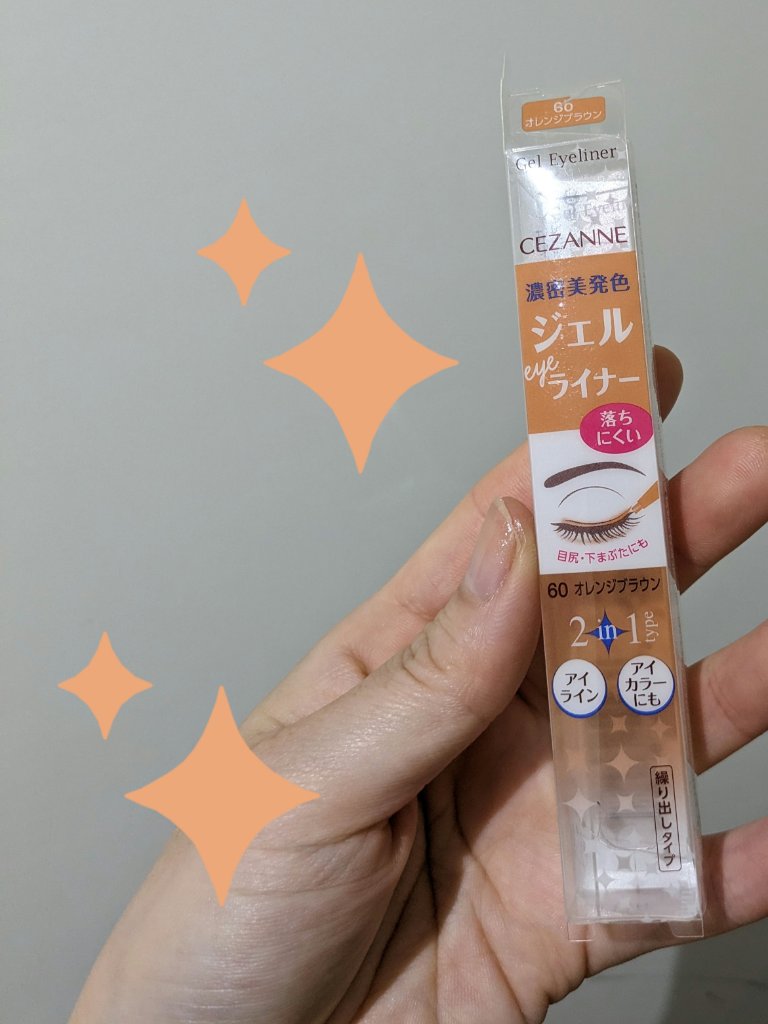 60
オレンジブラウン
Gel Eyeliner
CEZANNE
濃密美発色
ジェル
eye
ライナー
落ち
にくい
目尻・下まぶたにも
60 オレンジブラウン
2 in 1 type
アイ
ライン
アイ
カラー
にも
繰り出しタイプ